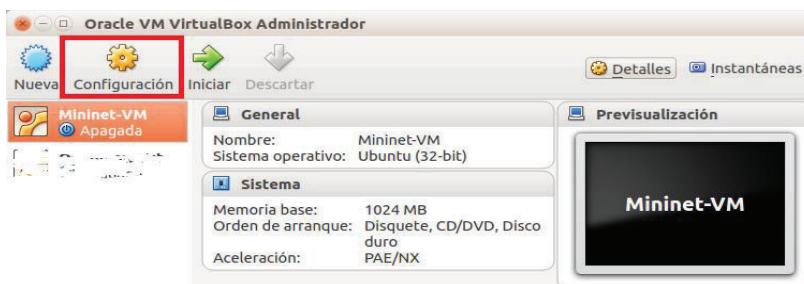 Oracle VM VirtualBox Administrador
Nueva Configuración Iniciar Descartar
Detalles Instantáneas
Mininet-VM
Apagada
General
Nombre: Mininet-VM
Sistema operativo: Ubuntu (32-bit)
Sistema
Memoria base: 1024 MB
Orden de arranque: Disquete, CD/DVD, Disco
duro
Aceleración: PAE/NX
Previsualización
Mininet-VM